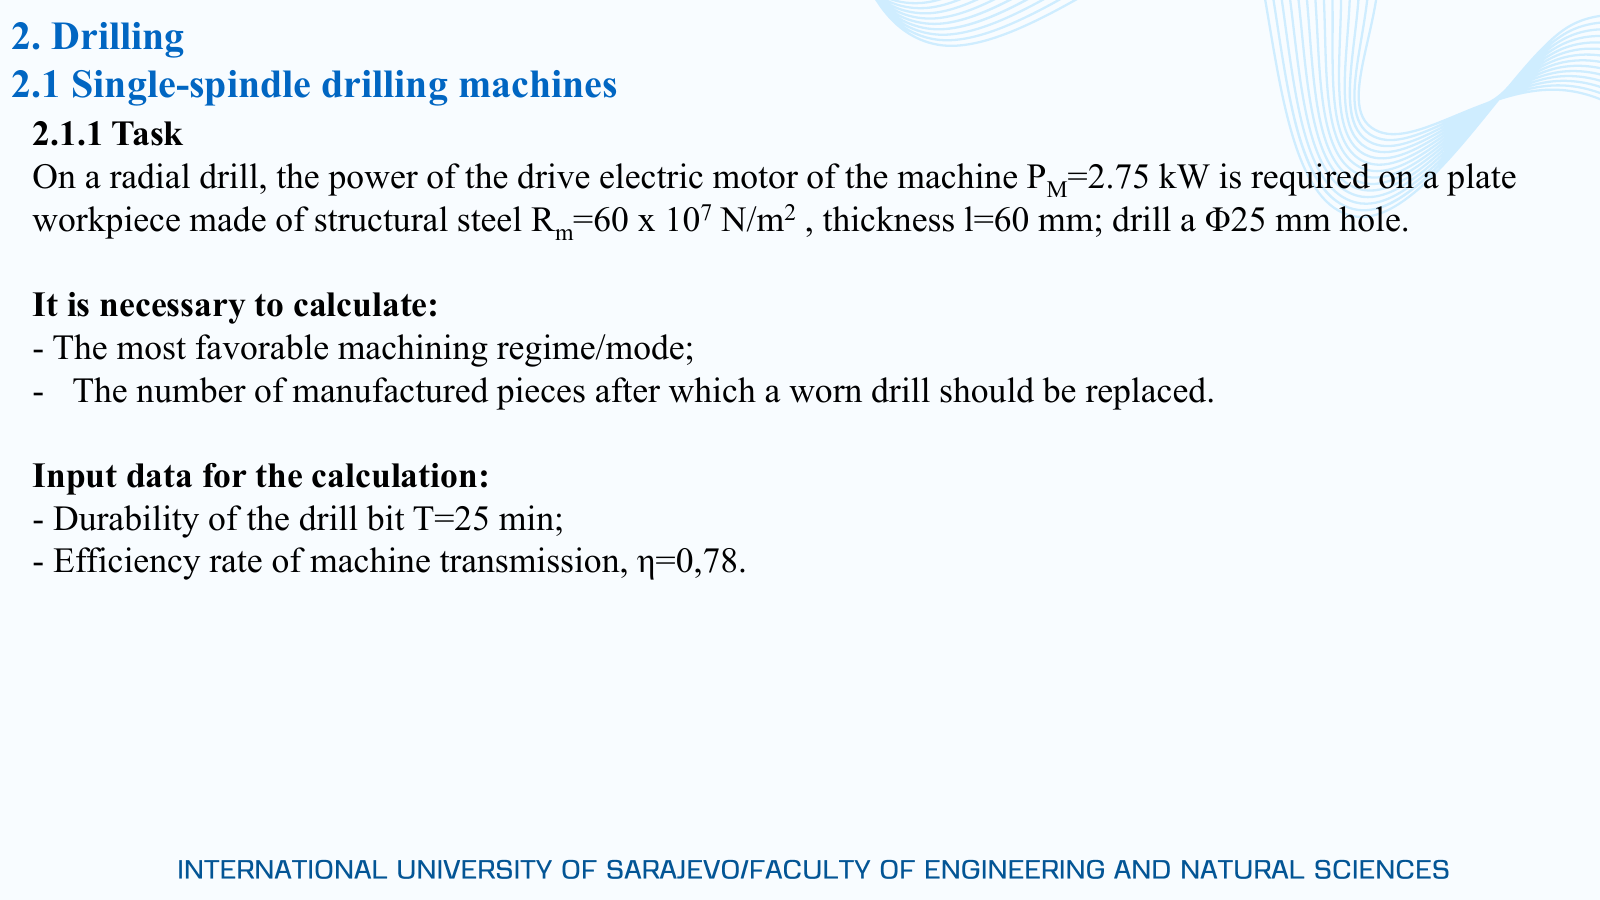 2. Drilling
2.1 Single-spindle drilling machines
2.1.1 Task
On a radial drill, the power of the drive electric motor of the machine P_M=2.75 kW is required on a plate
workpiece made of structural steel R_m=60 x 10⁷ N/m² , thickness l=60 mm; drill a Φ25 mm hole.
It is necessary to calculate:
- The most favorable machining regime/mode;
- The number of manufactured pieces after which a worn drill should be replaced.
Input data for the calculation:
- Durability of the drill bit T=25 min;
- Efficiency rate of machine transmission, η=0,78.
INTERNATIONAL UNIVERSITY OF SARAJEVO/FACULTY OF ENGINEERING AND NATURAL SCIENCES